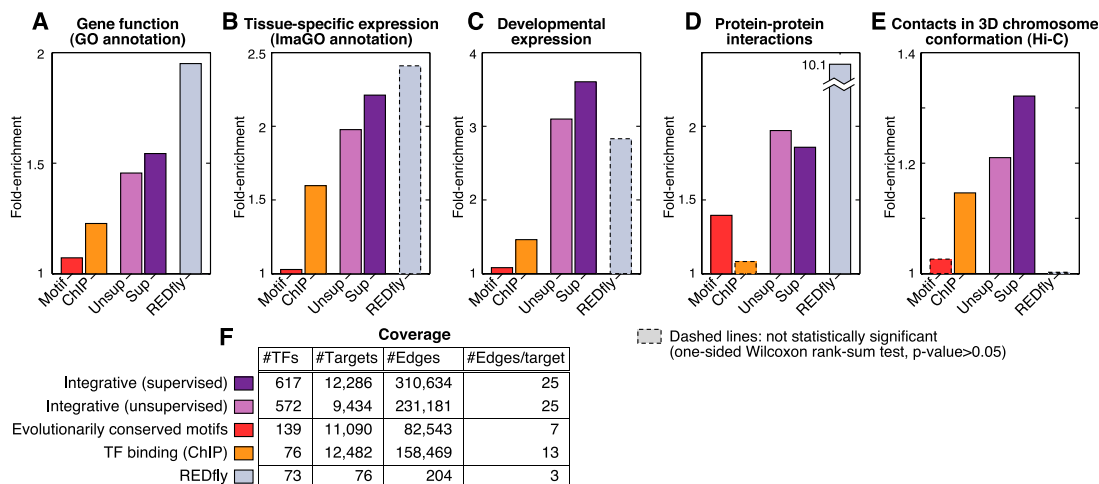 A Gene function
(GO annotation)
Fold-enrichment
2
1.5
1
Motif
ChIP
Unsup
Sup
REDfly
B Tissue-specific expression
(ImaGO annotation)
Fold-enrichment
2.5
2
1.5
1
Motif
ChIP
Unsup
Sup
REDfly
C Developmental
expression
Fold-enrichment
4
3
2
1
Motif
ChIP
Unsup
Sup
REDfly
D Protein-protein
interactions
Fold-enrichment
2
1.5
1
10.1
Motif
ChIP
Unsup
Sup
REDfly
E Contacts in 3D chromosome
conformation (Hi-C)
Fold-enrichment
1.4
1.2
1
Motif
ChIP
Unsup
Sup
REDfly
Dashed lines: not statistically significant
(one-sided Wilcoxon rank-sum test, p-value>0.05)
F Coverage
#TFs #Targets #Edges #Edges/target
Integrative (supervised) 617 12,286 310,634 25
Integrative (unsupervised) 572 9,434 231,181 25
Evolutionarily conserved motifs 139 11,090 82,543 7
TF binding (ChIP) 76 12,482 158,469 13
REDfly 73 76 204 3